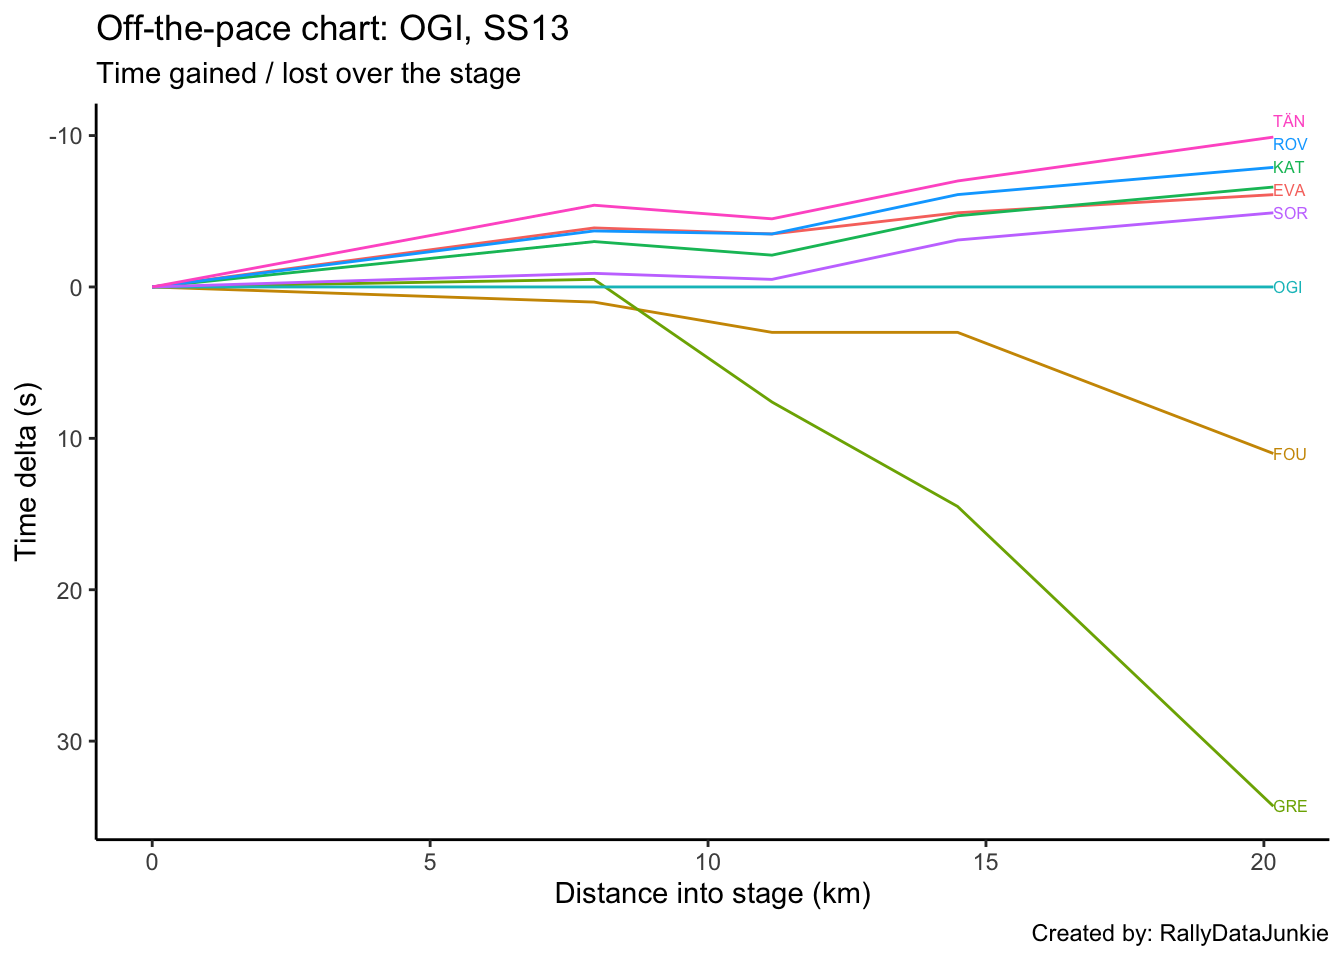 Off-the-pace chart: OGI, SS13
Time gained / lost over the stage
-10
0
10
20
30
Time delta (s)
TÄN
ROV
KAT
EVA
SOR
OGI
FOU
GRE
0 5 10 15 20
Distance into stage (km)
Created by: RallyDataJunkie